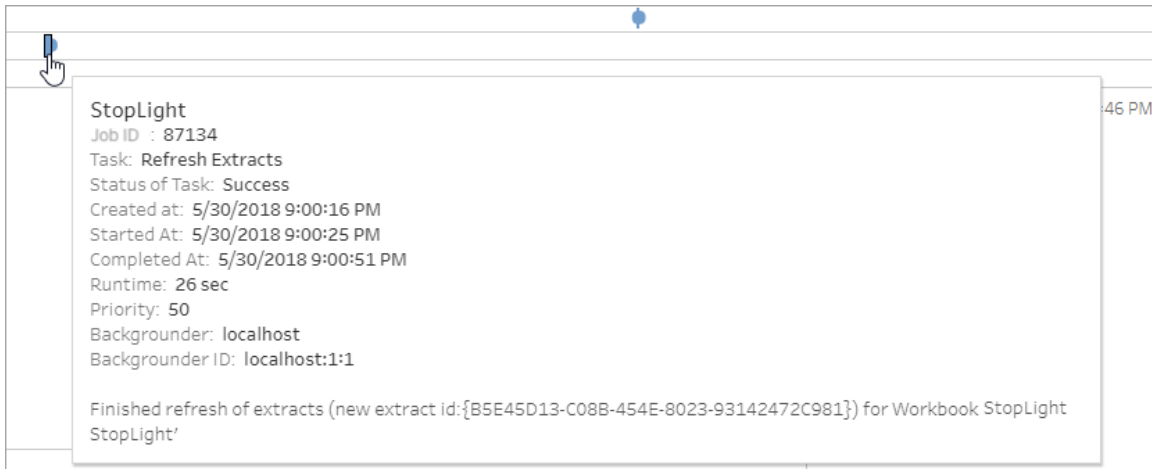 :46 PM
StopLight
Job ID : 87134
Task: Refresh Extracts
Status of Task: Success
Created at: 5/30/2018 9:00:16 PM
Started At: 5/30/2018 9:00:25 PM
Completed At: 5/30/2018 9:00:51 PM
Runtime: 26 sec
Priority: 50
Backgrounder: localhost
Backgrounder ID: localhost:1:1
Finished refresh of extracts (new extract id:{B5E45D13-C08B-454E-8023-93142472C981}) for Workbook StopLight
StopLight'